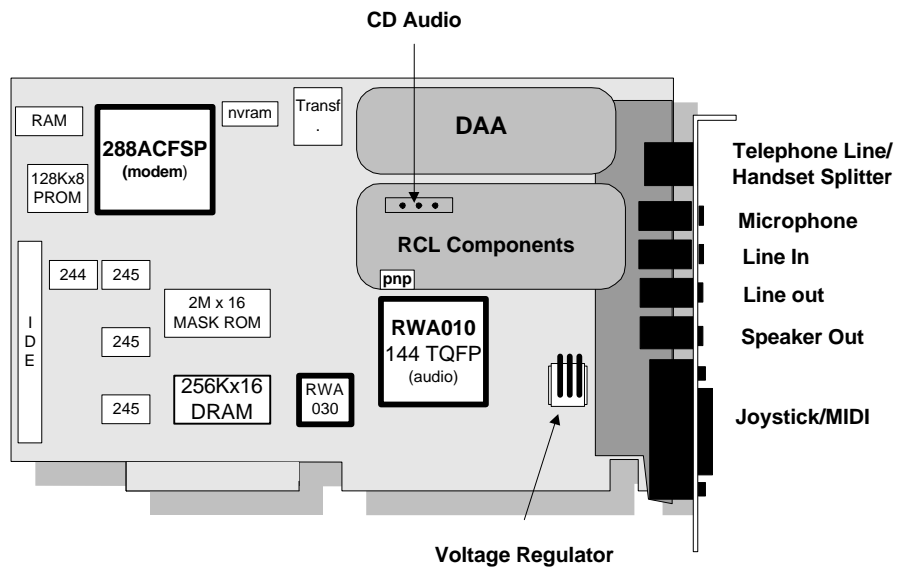 CD Audio
RAM
288ACFSP
(modem)
nvram
Transf
.
DAA
128Kx8
PROM
Telephone Line/
Handset Splitter
Microphone
Line In
Line out
Speaker Out
Joystick/MIDI
RCL Components
pnp
I
D
E
244
245
2M x 16
MASK ROM
245
245
256Kx16
DRAM
RWA
030
RWA010
144 TQFP
(audio)
Voltage Regulator